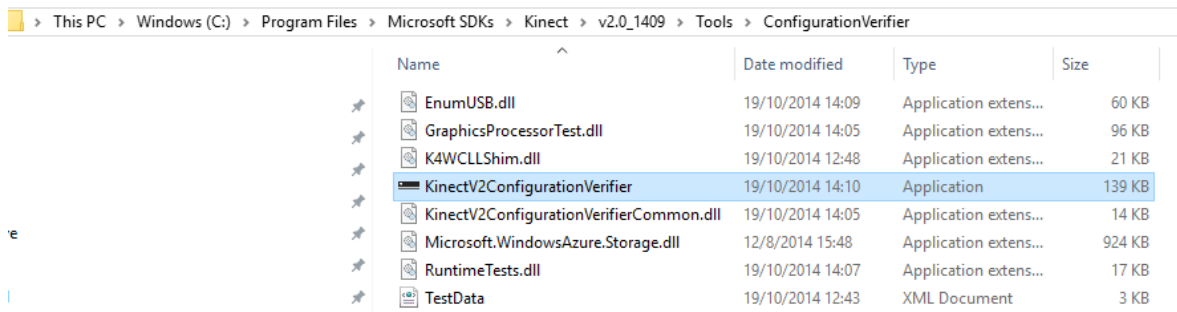 › This PC › Windows (C:) › Program Files › Microsoft SDKs › Kinect › v2.0_1409 › Tools › ConfigurationVerifier
Name Date modified Type Size
EnumUSB.dll 19/10/2014 14:09 Application extens... 60 KB
GraphicsProcessorTest.dll 19/10/2014 14:05 Application extens... 96 KB
K4WCLLShim.dll 19/10/2014 12:48 Application extens... 21 KB
KinectV2ConfigurationVerifier 19/10/2014 14:10 Application 139 KB
KinectV2ConfigurationVerifierCommon.dll 19/10/2014 14:05 Application extens... 14 KB
Microsoft.WindowsAzure.Storage.dll 12/8/2014 15:48 Application extens... 924 KB
RuntimeTests.dll 19/10/2014 14:07 Application extens... 17 KB
TestData 19/10/2014 12:43 XML Document 3 KB